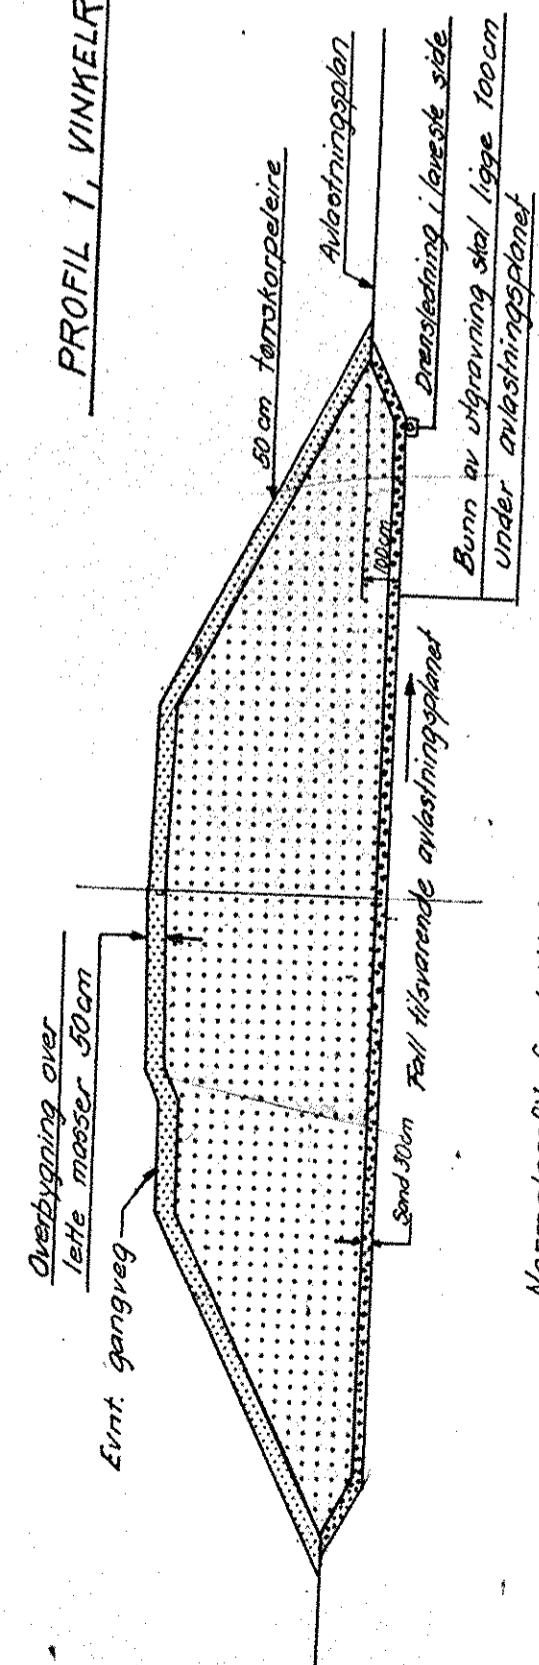 PROFIL 1, VINKELR
Overbygning over
lette masser 50cm
Evnt. gangveg
50 cm tørrskorpeleire
Avlastningsplan
100cm
Drensledning i laveste side
Bunn av utgravning skal ligge 100cm
under avlastningsplanet
Sand 30cm
Fall tilsvarende avlastningsplanet